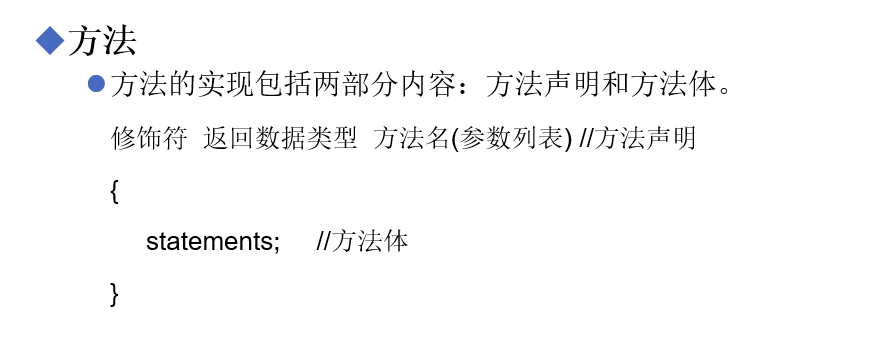 方法
方法的实现包括两部分内容：方法声明和方法体。
修饰符 返回数据类型 方法名(参数列表) //方法声明
{
statements; //方法体
}